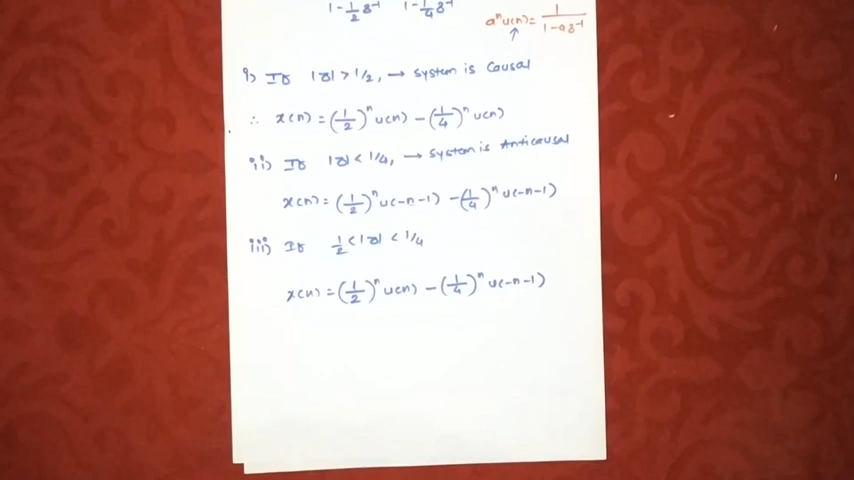 1-1/2 z⁻¹ 1-1/4 z⁻¹
aⁿu(n) = 1/(1-az⁻¹)
i) If |z| > 1/2, → system is Causal
∴ x(n) = (1/2)ⁿ u(n) - (1/4)ⁿ u(n)
ii) If |z| < 1/4, → system is Anticausal
x(n) = (1/2)ⁿ u(-n-1) - (1/4)ⁿ u(-n-1)
iii) If 1/2 < |z| < 1/4
x(n) = (1/2)ⁿ u(n) - (1/4)ⁿ u(-n-1)